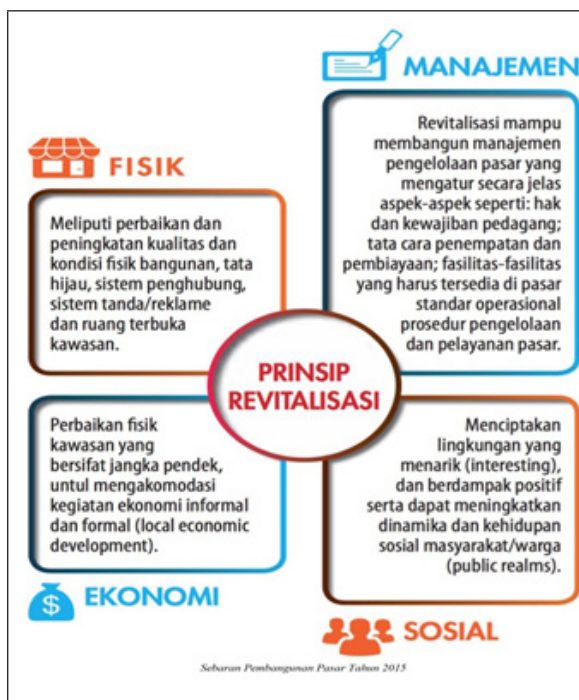 MANAJEMEN
Revitalisasi mampu
membangun manajemen
pengelolaan pasar yang
mengatur secara jelas
aspek-aspek seperti: hak
dan kewajiban pedagang;
tata cara penempatan dan
pembiayaan; fasilitas-fasilitas
yang harus tersedia di pasar
standar operasional
prosedur pengelolaan
dan pelayanan pasar.
FISIK
Meliputi perbaikan dan
peningkatan kualitas dan
kondisi fisik bangunan, tata
hijau, sistem penghubung,
sistem tanda/reklame
dan ruang terbuka
kawasan.
PRINSIP
REVITALISASI
Perbaikan fisik
kawasan yang
bersifat jangka pendek,
untul mengakomodasi
kegiatan ekonomi informal
dan formal (local economic
development).
$ EKONOMI
Menciptakan
lingkungan yang
menarik (interesting),
dan berdampak positif
serta dapat meningkatkan
dinamika dan kehidupan
sosial masyarakat/warga
(public realms).
SOSIAL
Sebaran Pembangunan Pasar Tahun 2015